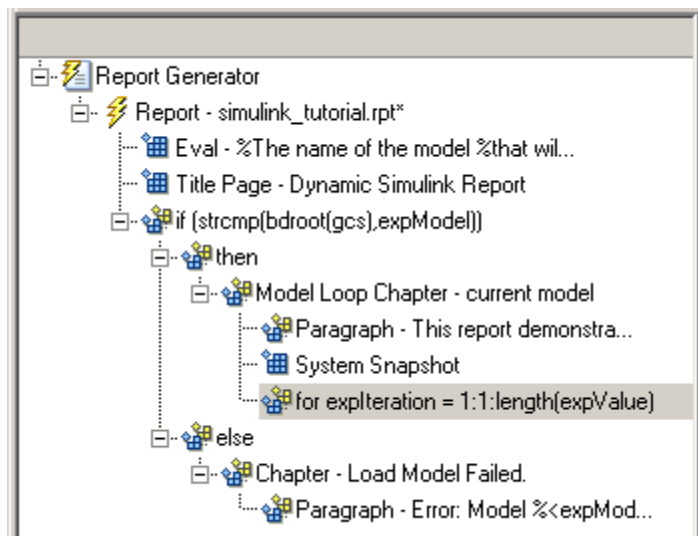 Report Generator
Report - simulink_tutorial.rpt*
Eval - %The name of the model %that wil...
Title Page - Dynamic Simulink Report
if (strcmp(bdroot(gcs),expModel))
then
Model Loop Chapter - current model
Paragraph - This report demonstra...
System Snapshot
for expIteration = 1:1:length(expValue)
else
Chapter - Load Model Failed.
Paragraph - Error: Model %<expMod...